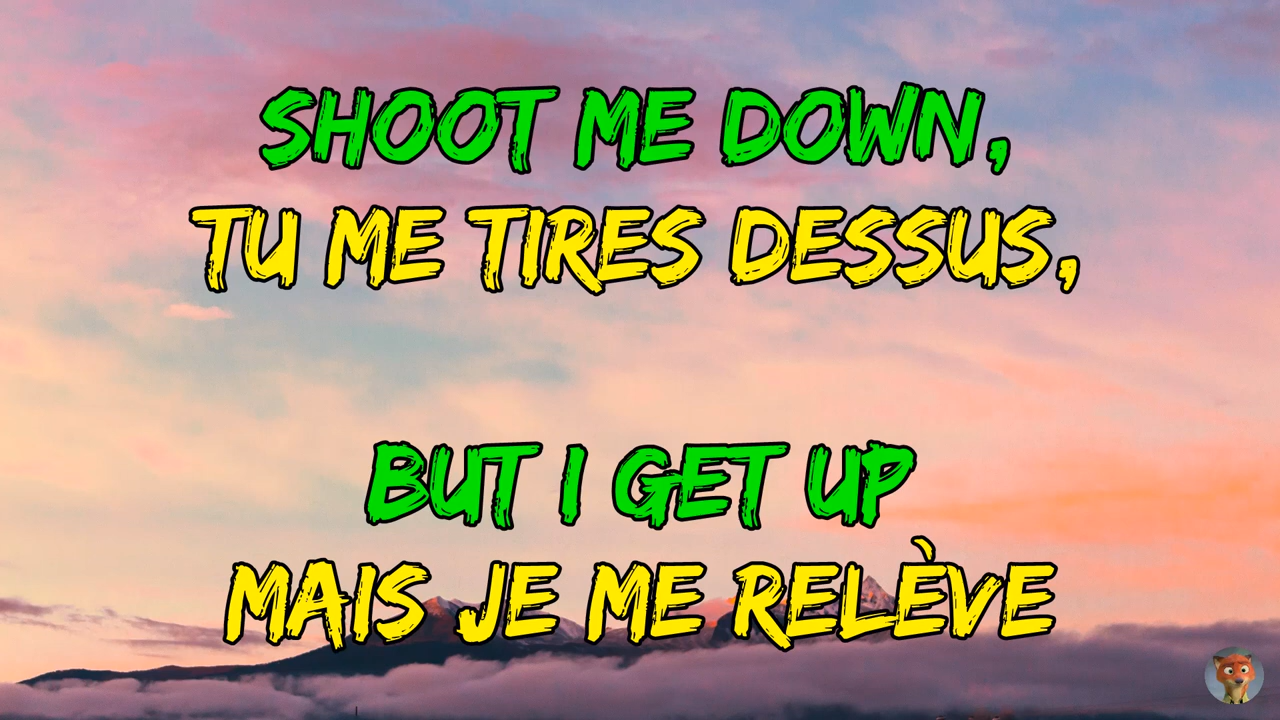 SHOOT ME DOWN,
TU ME TIRES DESSUS,
BUT I GET UP
MAIS JE ME RELÈVE